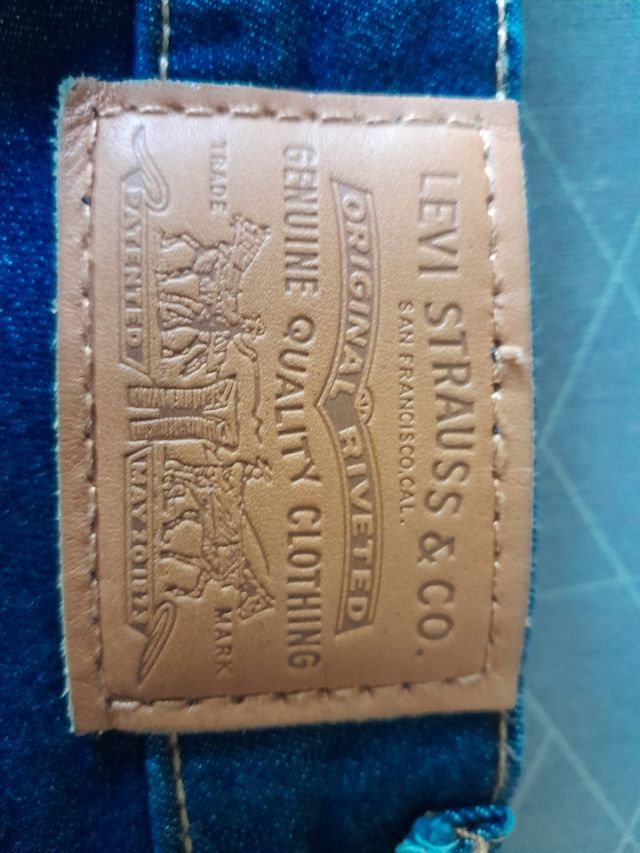 LEVI STRAUSS & CO.
SAN FRANCISCO, CAL.
ORIGINAL RIVETED
GENUINE QUALITY CLOTHING
TRADE MARK
PATENTED MAY 20 1873